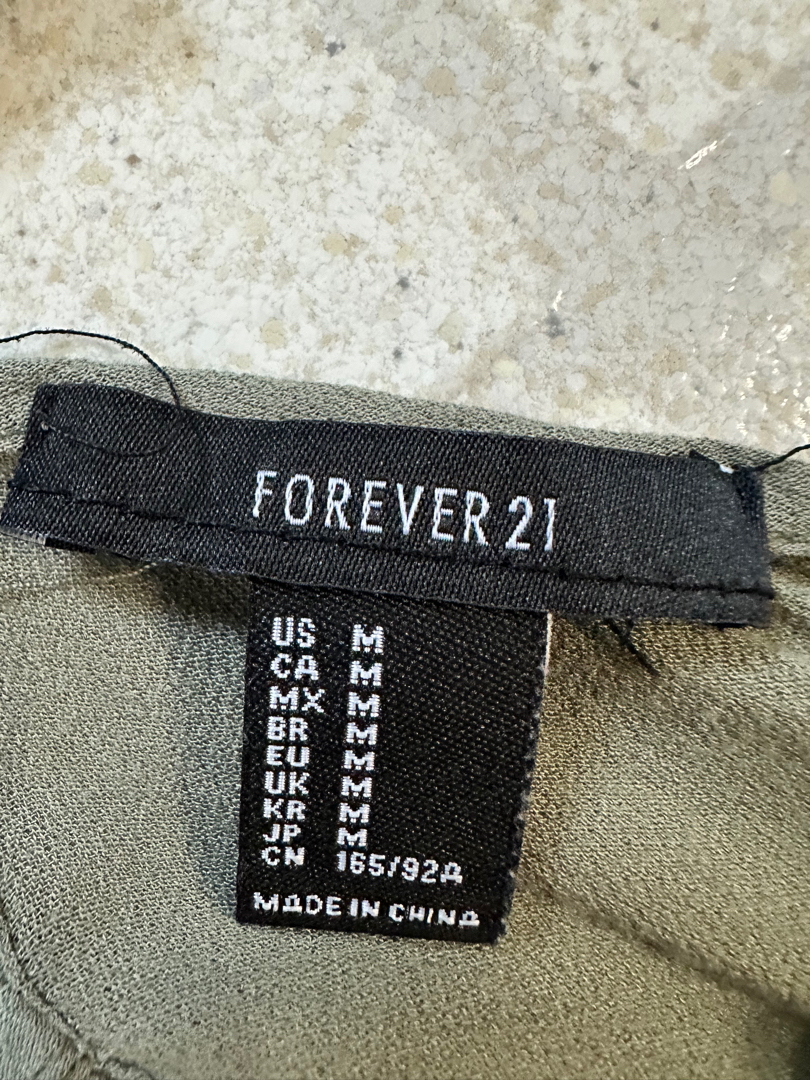 FOREVER 21
US M
CA M
MX M
BR M
EU M
UK M
KR M
JP M
CN 165/92A
MADE IN CHINA